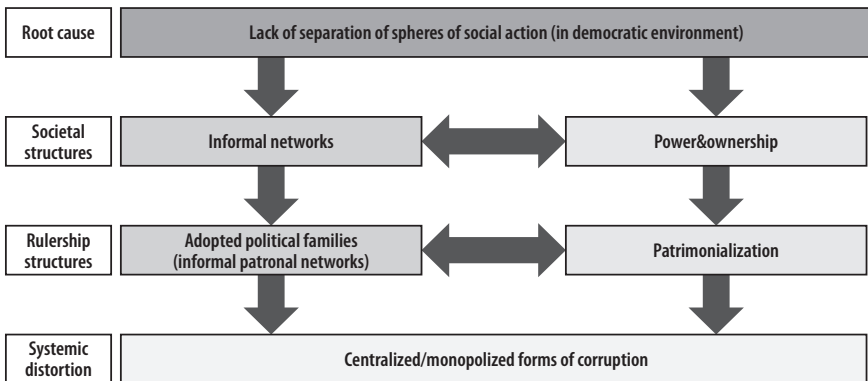 Root cause
Lack of separation of spheres of social action (in democratic environment)
Societal
structures
Informal networks
Power&ownership
Rulership
structures
Adopted political families
(informal patronal networks)
Patrimonialization
Systemic
distortion
Centralized/monopolized forms of corruption